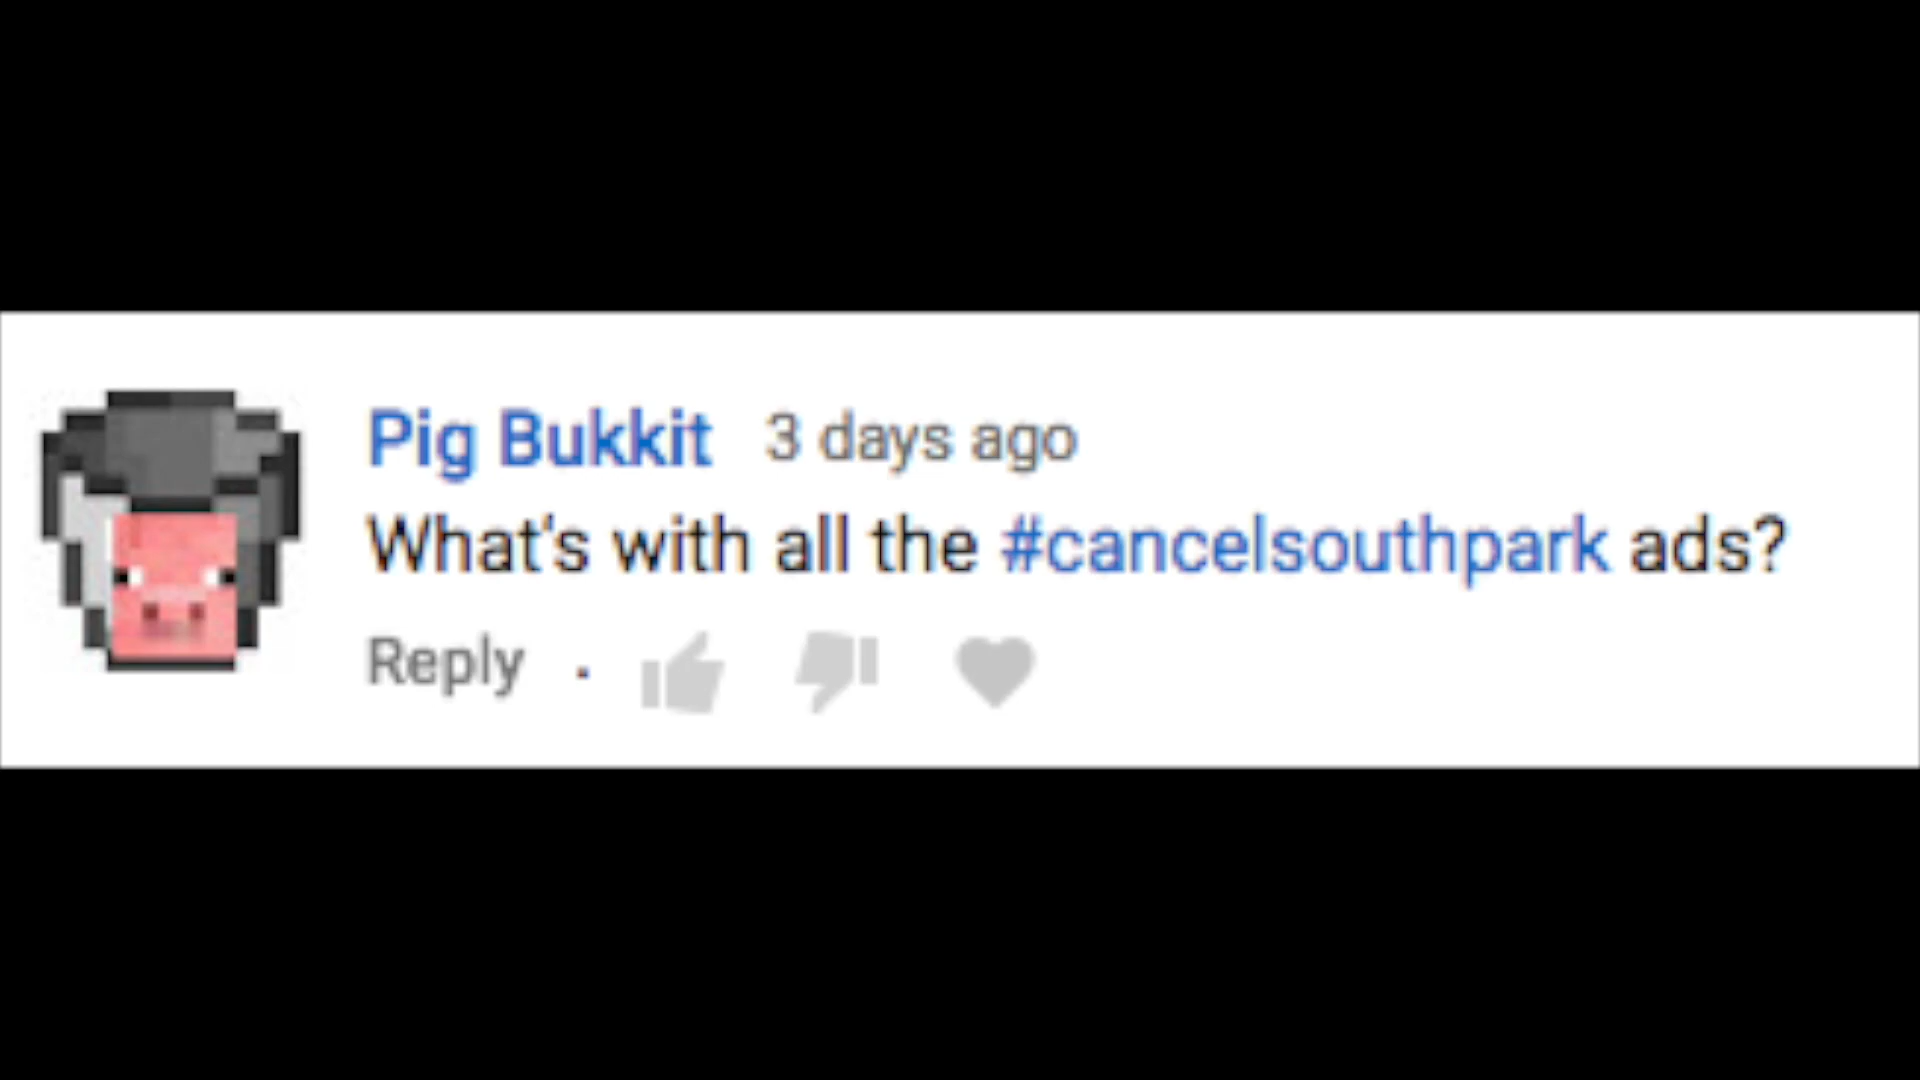 Pig Bukkit 3 days ago
What's with all the #cancelsouthpark ads?
Reply